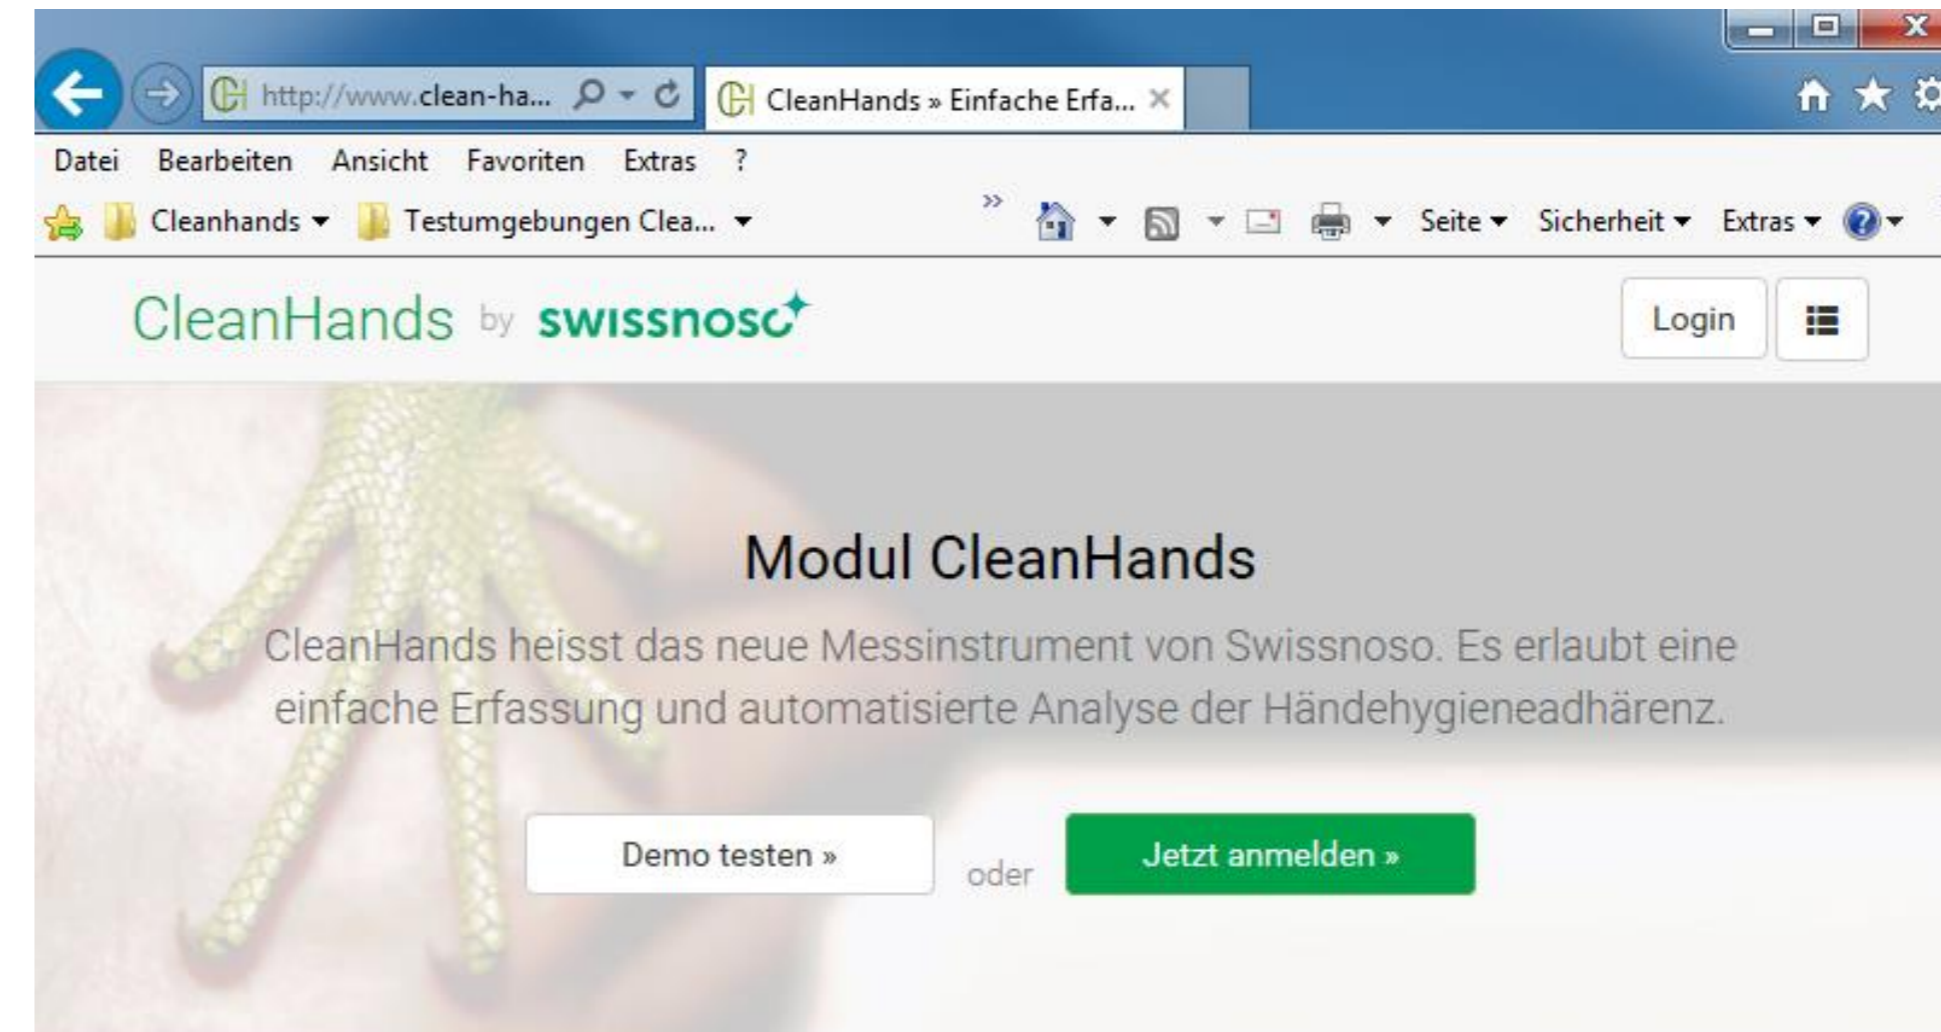 http://www.clean-ha...
CleanHands » Einfache Erfa...
Datei Bearbeiten Ansicht Favoriten Extras ?
Cleanhands Testumgebungen Clea... » Seite Sicherheit Extras
CleanHands by swissnoso
Login
Modul CleanHands
CleanHands heisst das neue Messinstrument von Swissnoso. Es erlaubt eine
einfache Erfassung und automatisierte Analyse der Händehygieneadhärenz.
Demo testen » oder Jetzt anmelden »